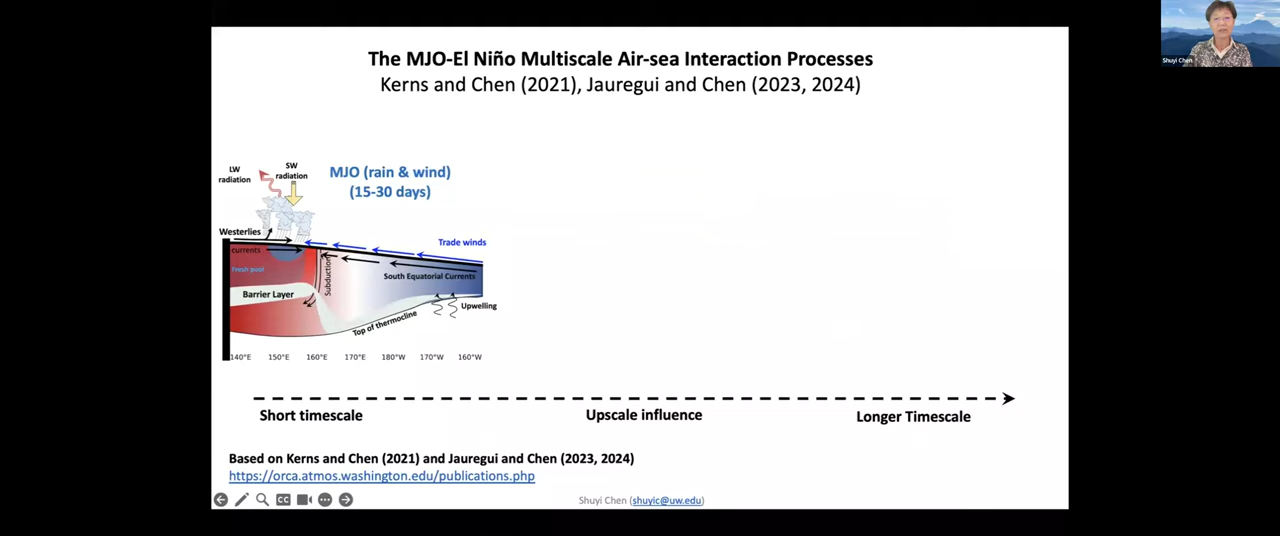 The MJO-El Niño Multiscale Air-sea Interaction Processes
Kerns and Chen (2021), Jauregui and Chen (2023, 2024)
Shuyi Chen
LW
radiation
SW
radiation
MJO (rain & wind)
(15-30 days)
Westerlies
Trade winds
currents
Fresh pool
Subduction
South Equatorial Currents
Barrier Layer
Upwelling
Top of thermocline
140°E 150°E 160°E 170°E 180°W 170°W 160°W
Short timescale
Upscale influence
Longer Timescale
Based on Kerns and Chen (2021) and Jauregui and Chen (2023, 2024)
https://orca.atmos.washington.edu/publications.php
CC
Shuyi Chen (shuyic@uw.edu)